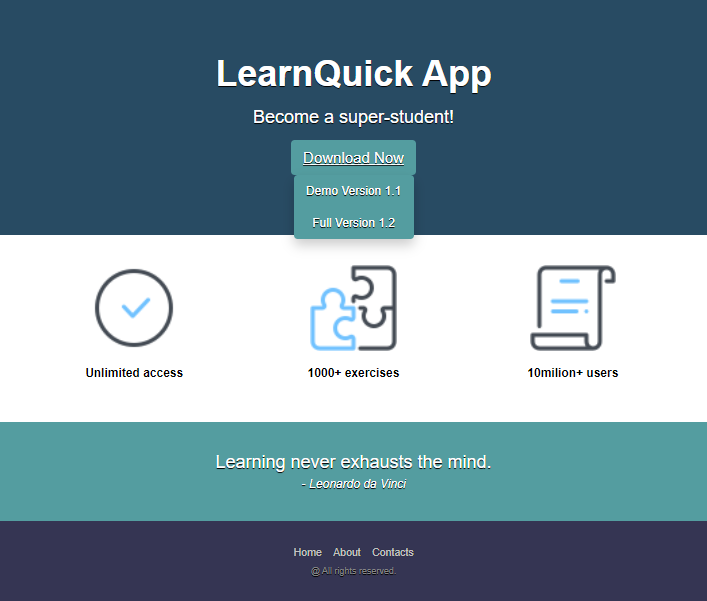 LearnQuick App
Become a super-student!
Download Now
Demo Version 1.1
Full Version 1.2
Unlimited access
1000+ exercises
10milion+ users
Learning never exhausts the mind.
- Leonardo da Vinci
Home About Contacts
@ All rights reserved.